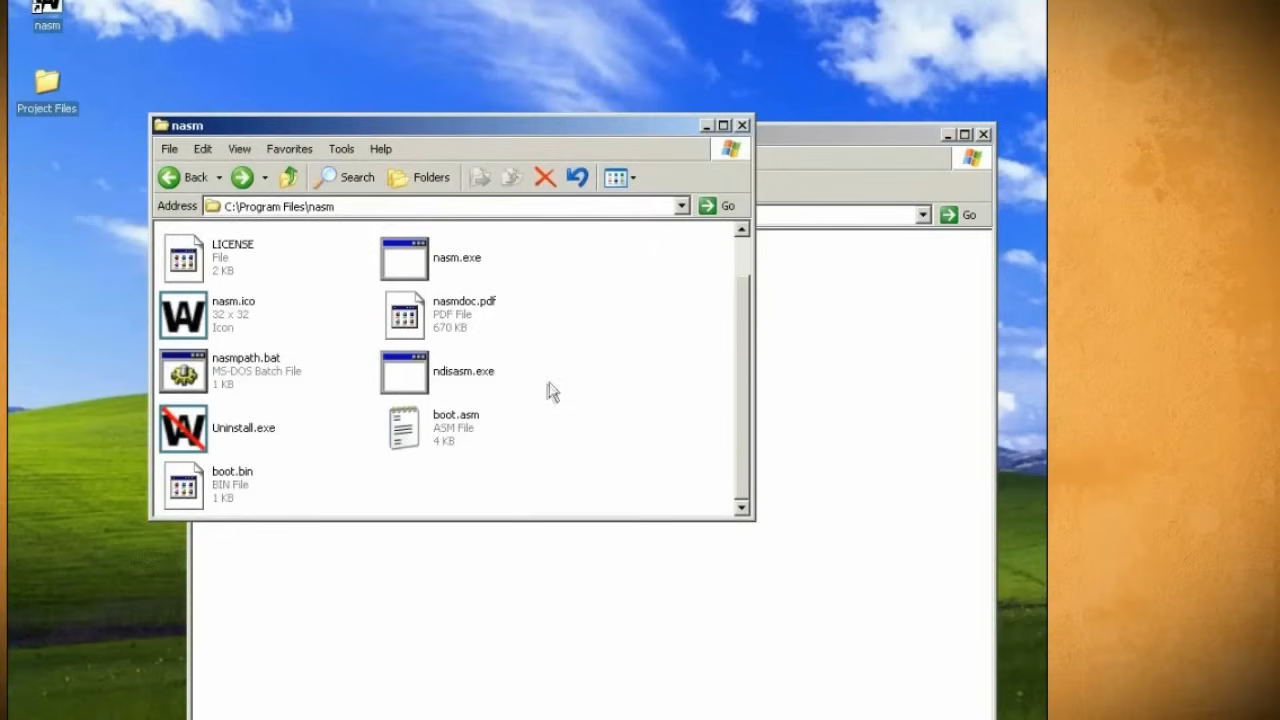 nasm
Project Files
nasm
File Edit View Favorites Tools Help
Back Search Folders
Address C:\Program Files\nasm Go
Go
LICENSE
File
2 KB
nasm.exe
nasm.ico
32 x 32
Icon
nasmdoc.pdf
PDF File
670 KB
nasmpath.bat
MS-DOS Batch File
1 KB
ndisasm.exe
Uninstall.exe
boot.asm
ASM File
4 KB
boot.bin
BIN File
1 KB